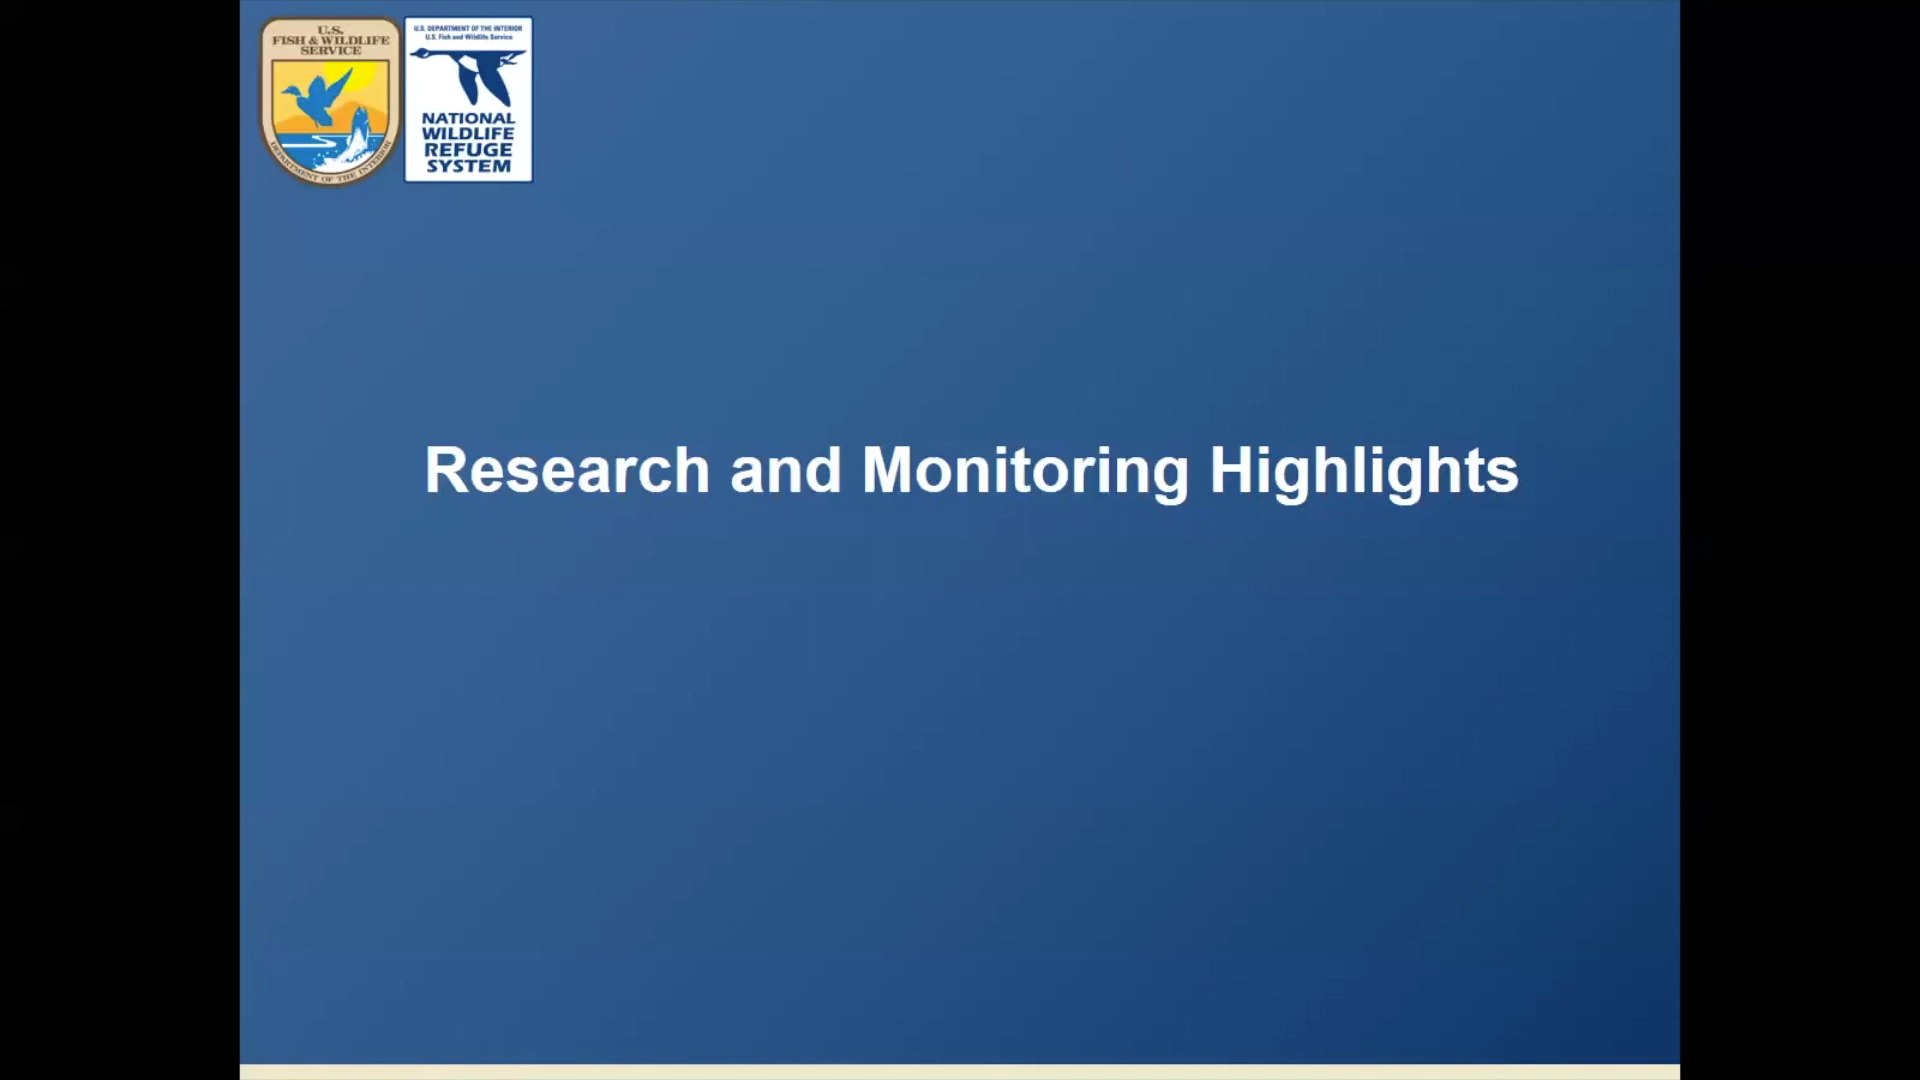 U.S.
FISH & WILDLIFE
SERVICE
DEPARTMENT OF THE INTERIOR
U.S. DEPARTMENT OF THE INTERIOR
U.S. Fish and Wildlife Service
NATIONAL
WILDLIFE
REFUGE
SYSTEM
Research and Monitoring Highlights